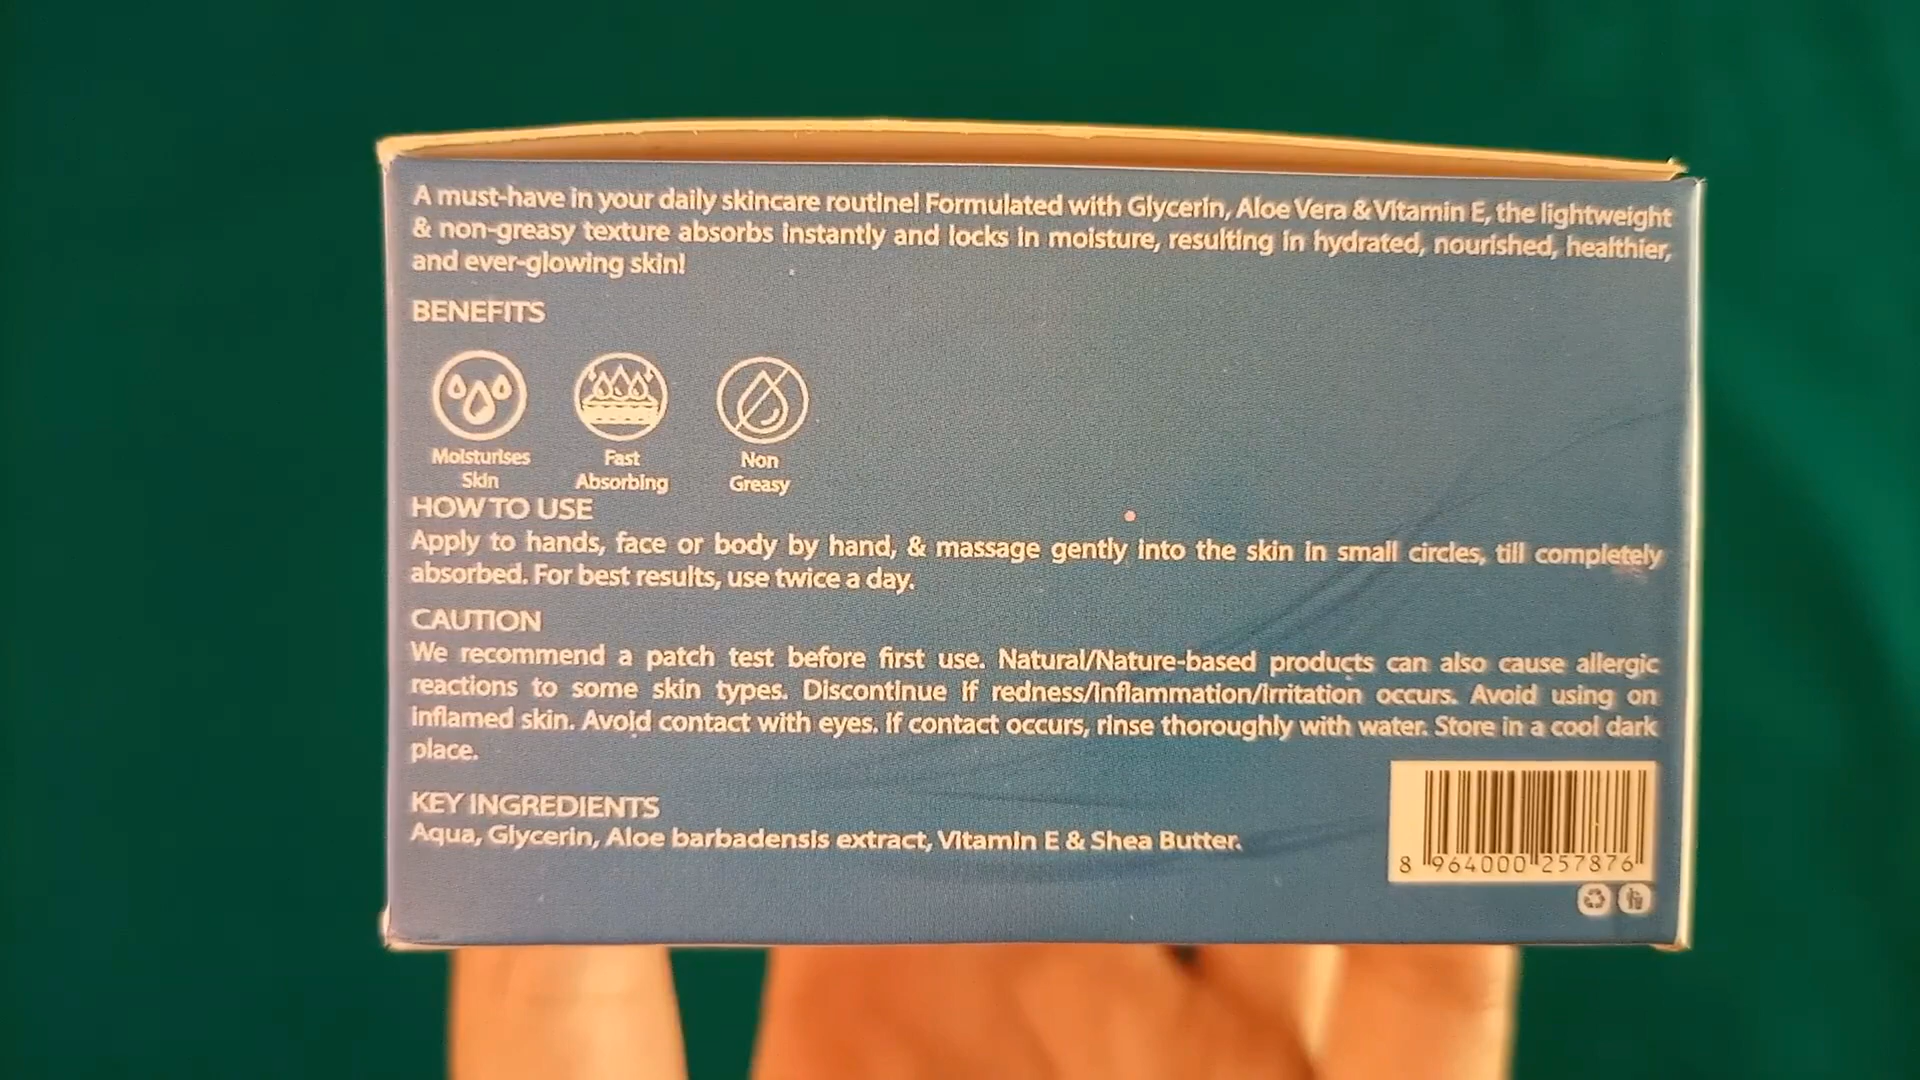 A must-have in your daily skincare routine! Formulated with Glycerin, Aloe Vera & Vitamin E, the lightweight
& non-greasy texture absorbs instantly and locks in moisture, resulting in hydrated, nourished, healthier,
and ever-glowing skin!
BENEFITS
Moisturises
Skin
Fast
Absorbing
Non
Greasy
HOW TO USE
Apply to hands, face or body by hand, & massage gently into the skin in small circles, till completely
absorbed. For best results, use twice a day.
CAUTION
We recommend a patch test before first use. Natural/Nature-based products can also cause allergic
reactions to some skin types. Discontinue if redness/inflammation/irritation occurs. Avoid using on
inflamed skin. Avoid contact with eyes. If contact occurs, rinse thoroughly with water. Store in a cool dark
place.
KEY INGREDIENTS
Aqua, Glycerin, Aloe barbadensis extract, Vitamin E & Shea Butter.
8 964000 257876